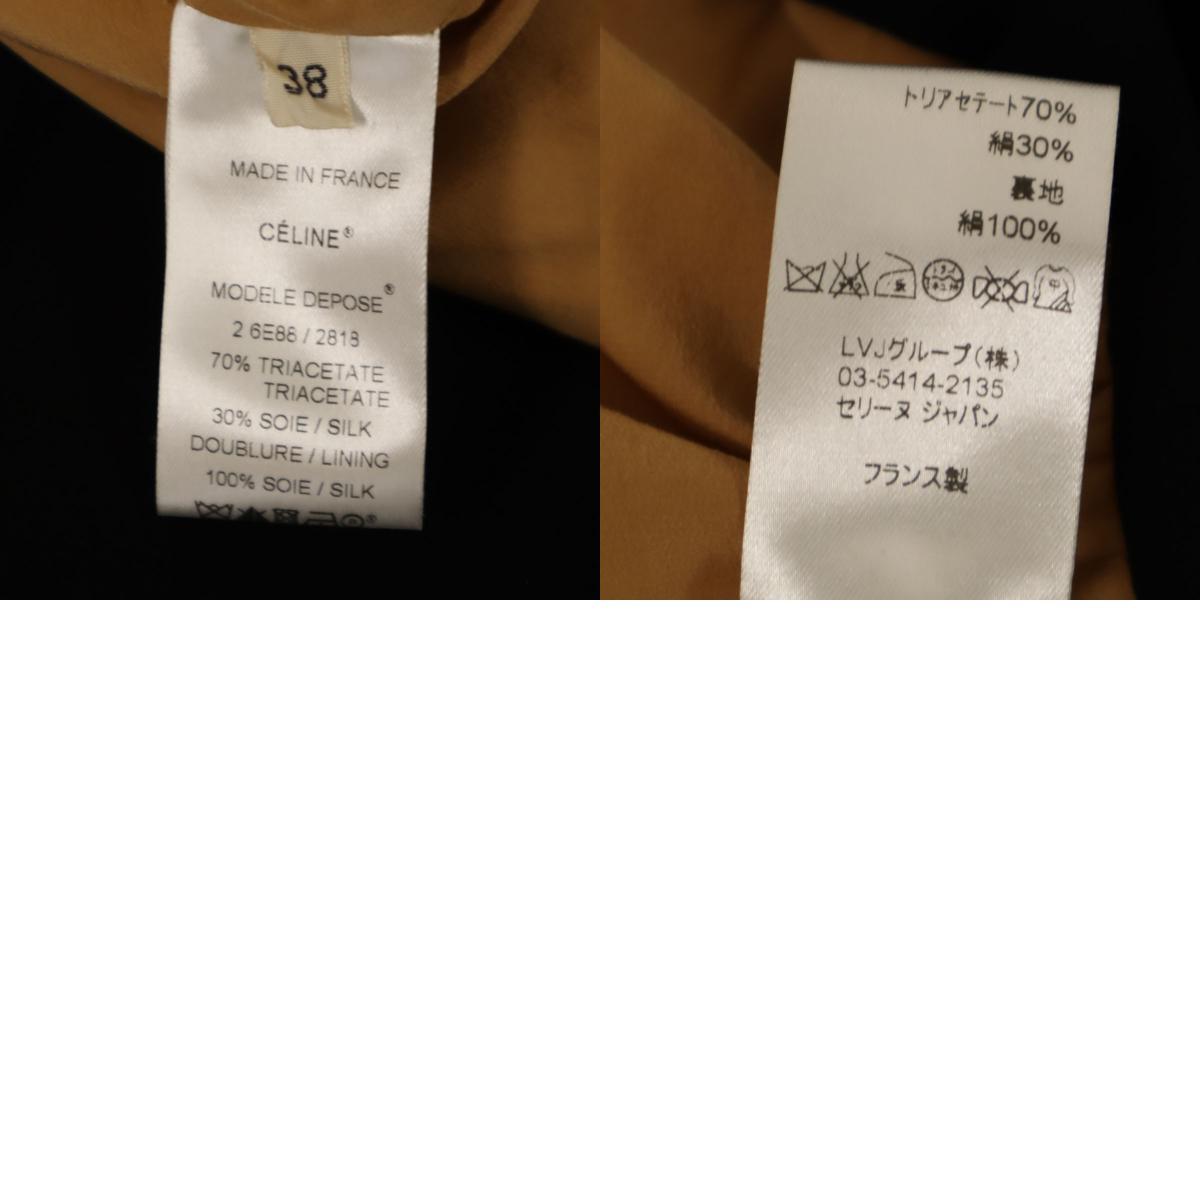 38
MADE IN FRANCE
CÉLINE®
MODELE DEPOSE®
2 6E88 / 2818
70% TRIACETATE
TRIACETATE
30% SOIE / SILK
DOUBLURE / LINING
100% SOIE / SILK
トリアセテート70%
絹30%
裏地
絹100%
LVJグループ(株)
03-5414-2135
セリーヌ ジャパン
フランス製